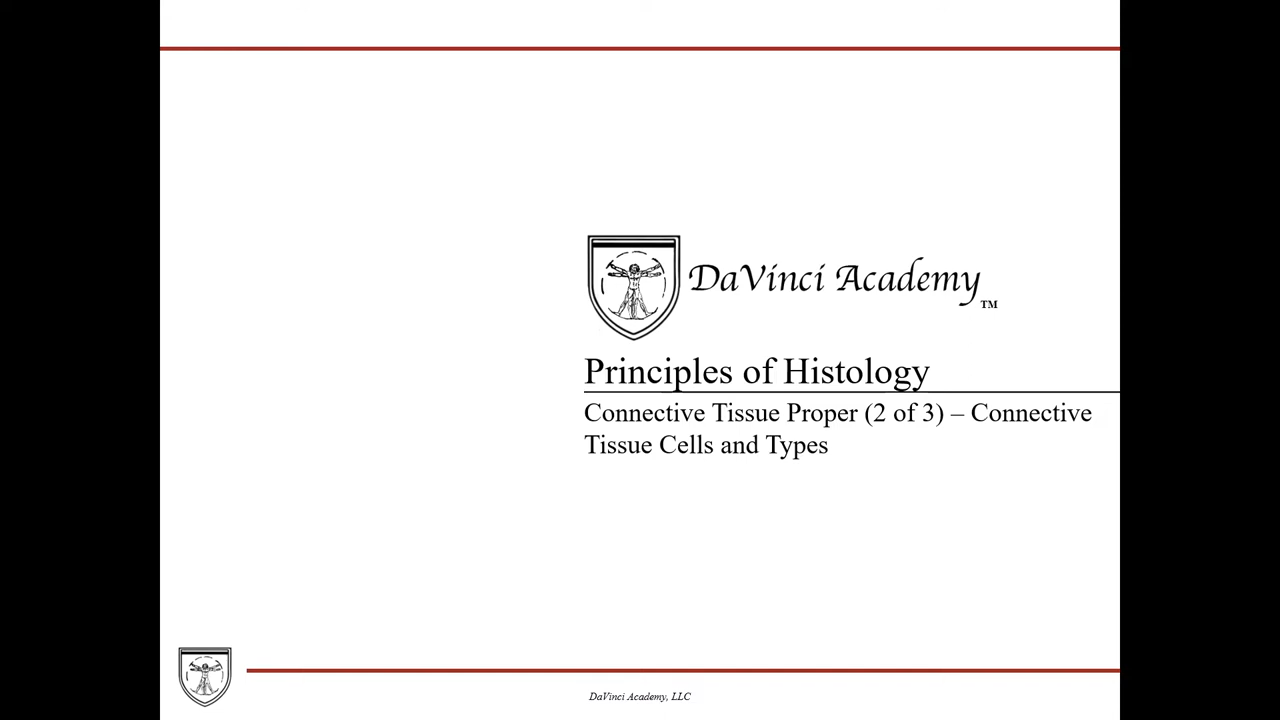 DaVinci Academy TM
Principles of Histology
Connective Tissue Proper (2 of 3) – Connective
Tissue Cells and Types
DaVinci Academy, LLC